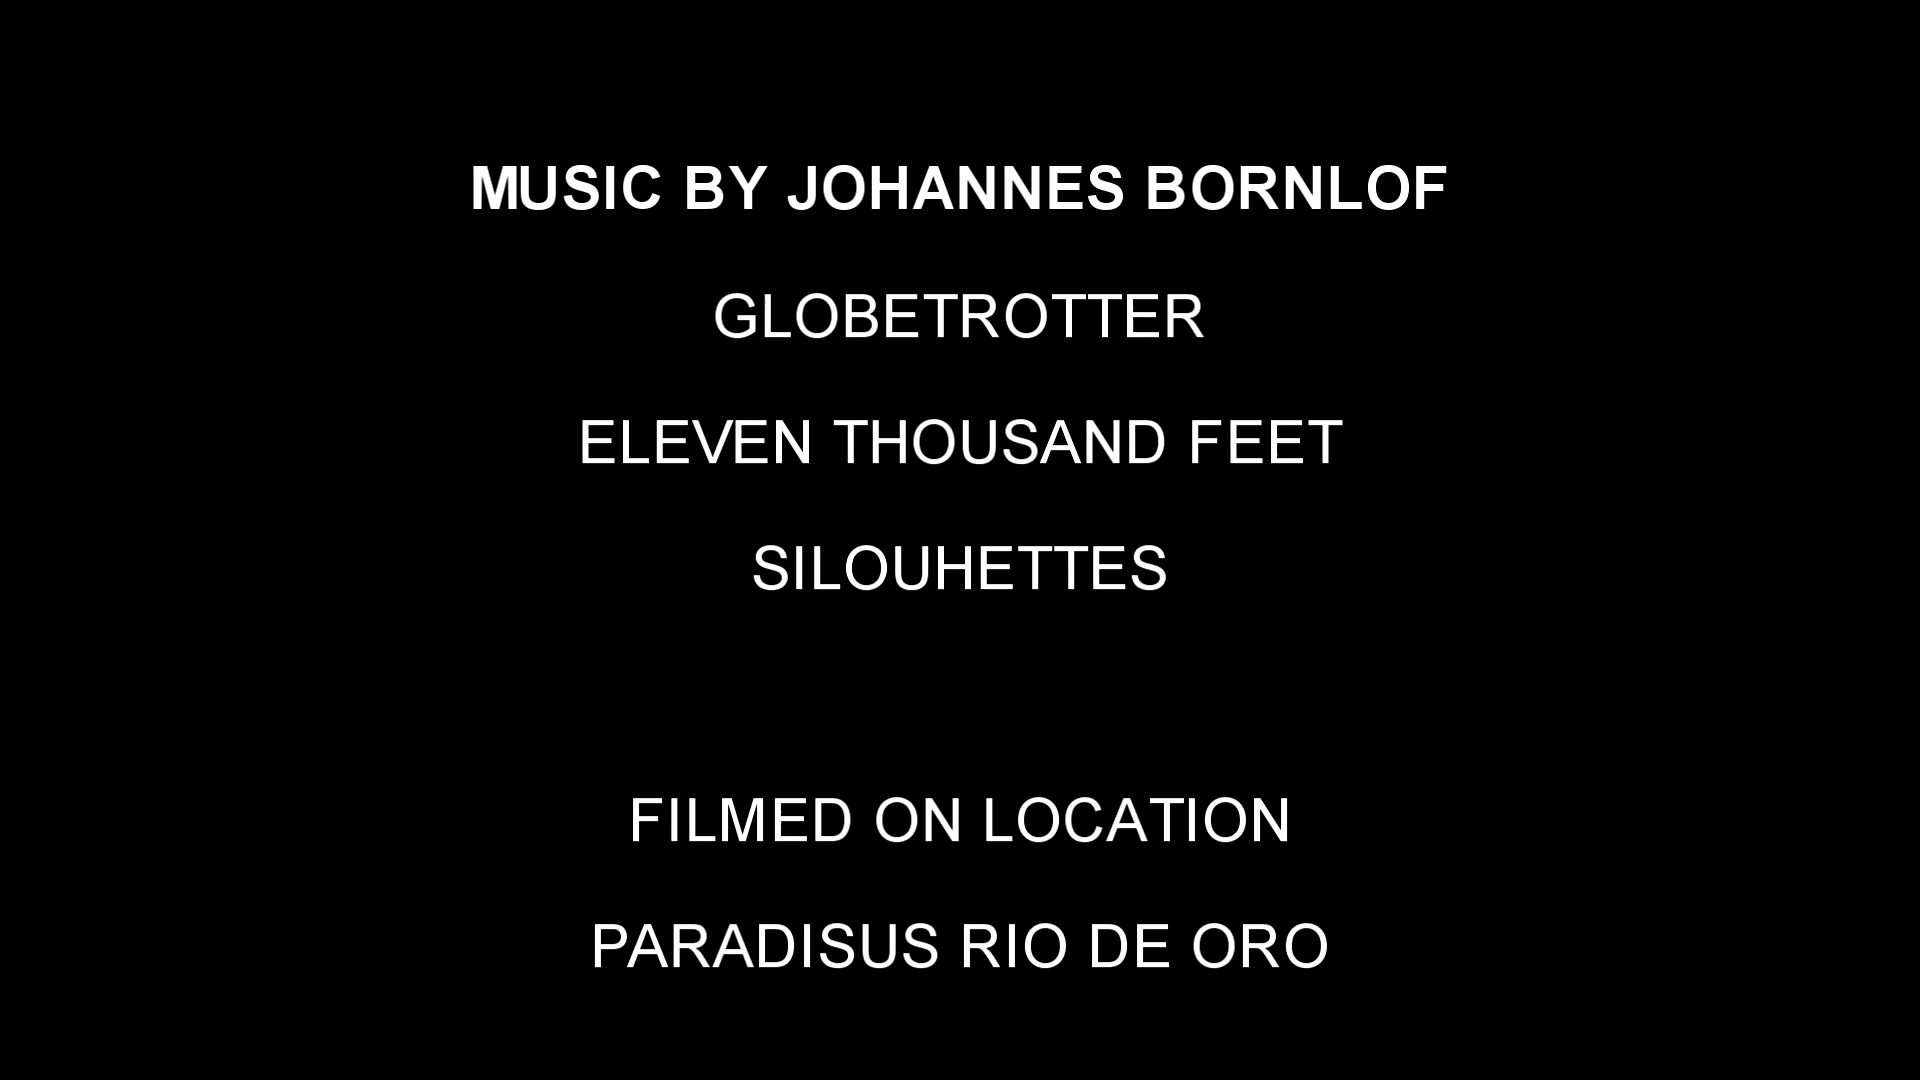 MUSIC BY JOHANNES BORNLOF
GLOBETROTTER
ELEVEN THOUSAND FEET
SILOUHETTES
FILMED ON LOCATION
PARADISUS RIO DE ORO